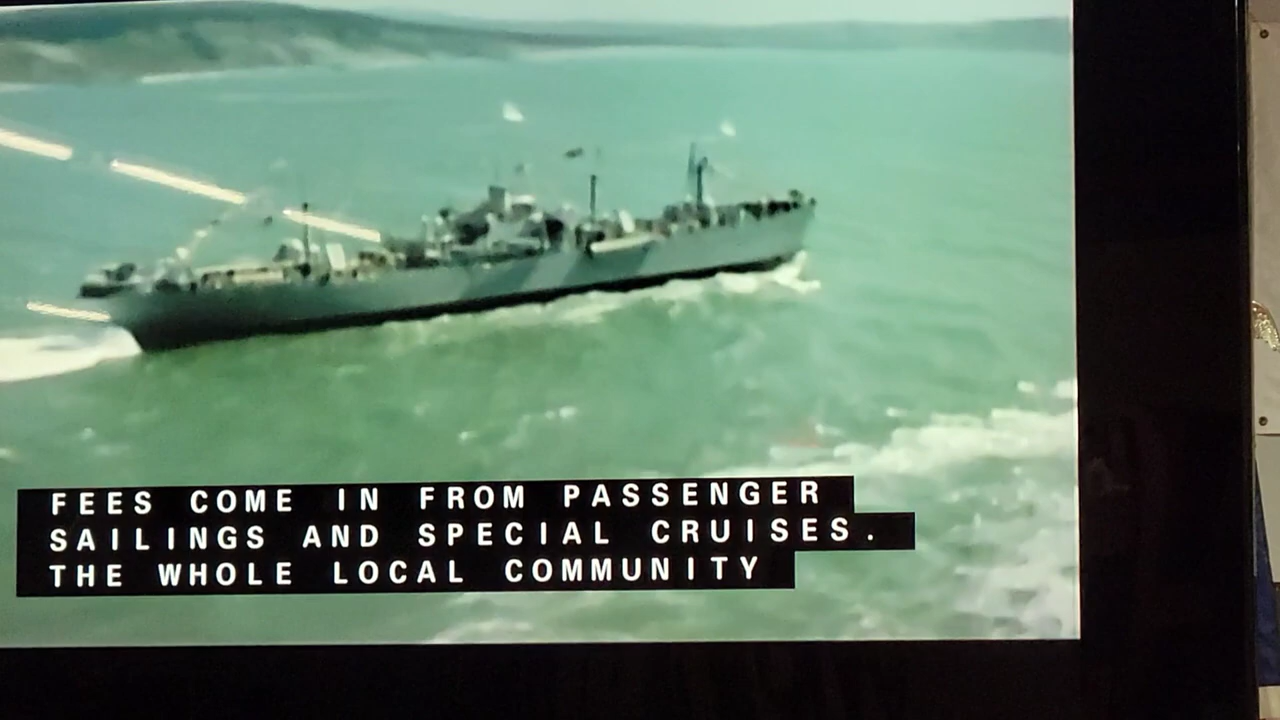 FEES COME IN FROM PASSENGER
SAILINGS AND SPECIAL CRUISES.
THE WHOLE LOCAL COMMUNITY